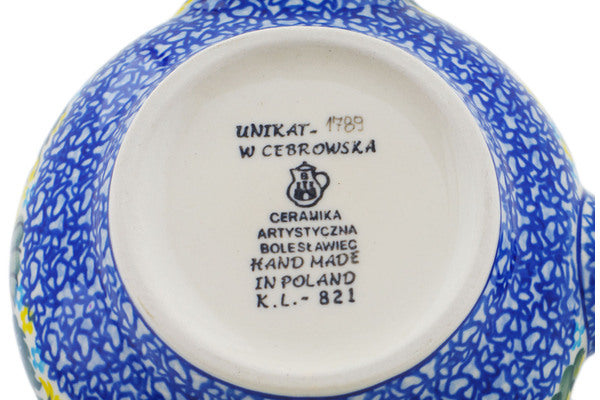 UNIKAT-1789
W CEBROWSKA
B
CERAMIKA
ARTYSTYCZNA
BOLESŁAWIEC
HAND MADE
IN POLAND
K.L.- 821